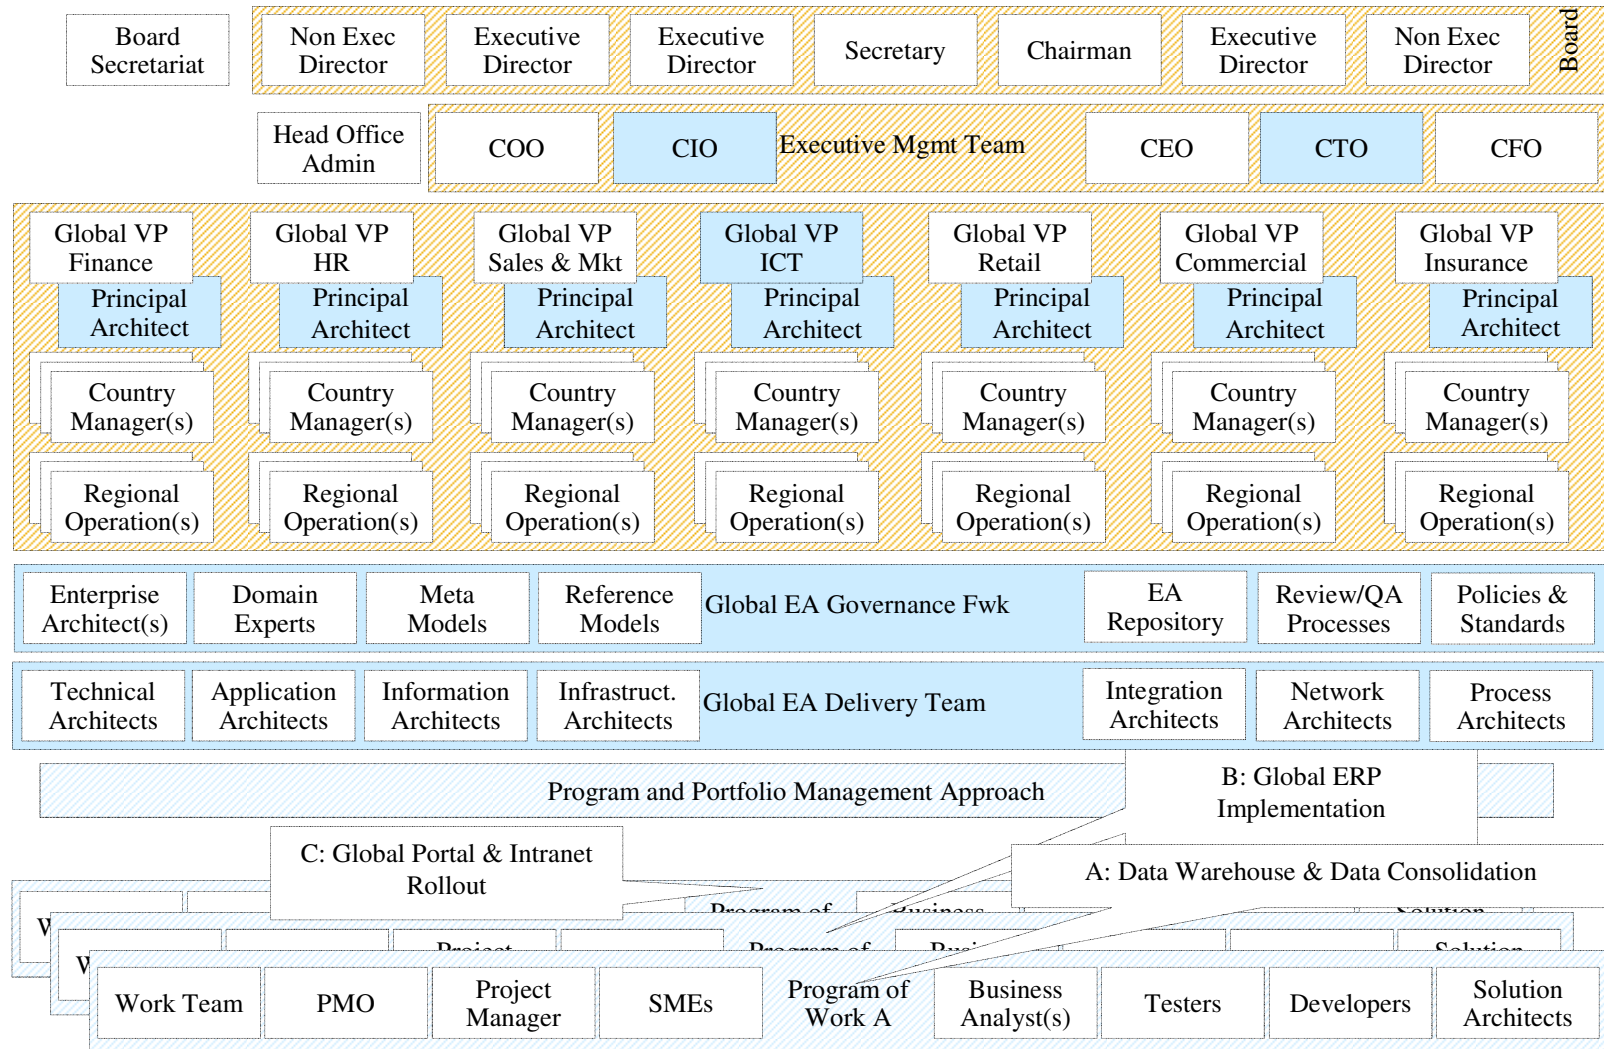 Board
Secretariat
Non Exec
Director
Executive
Director
Executive
Director
Secretary
Chairman
Executive
Director
Non Exec
Director
Board
Head Office
Admin
COO
CIO
Executive Mgmt Team
CEO
CTO
CFO
Global VP
Finance
Global VP
HR
Global VP
Sales & Mkt
Global VP
ICT
Global VP
Retail
Global VP
Commercial
Global VP
Insurance
Principal
Architect
Principal
Architect
Principal
Architect
Principal
Architect
Principal
Architect
Principal
Architect
Principal
Architect
Country
Manager(s)
Country
Manager(s)
Country
Manager(s)
Country
Manager(s)
Country
Manager(s)
Country
Manager(s)
Country
Manager(s)
Regional
Operation(s)
Regional
Operation(s)
Regional
Operation(s)
Regional
Operation(s)
Regional
Operation(s)
Regional
Operation(s)
Regional
Operation(s)
Enterprise
Architect(s)
Domain
Experts
Meta
Models
Reference
Models
Global EA Governance Fwk
EA
Repository
Review/QA
Processes
Policies &
Standards
Technical
Architects
Application
Architects
Information
Architects
Infrastruct.
Architects
Global EA Delivery Team
Integration
Architects
Network
Architects
Process
Architects
Program and Portfolio Management Approach
B: Global ERP
Implementation
C: Global Portal & Intranet
Rollout
A: Data Warehouse & Data Consolidation
Program of
Business
Solution
Project
Program of
Solution
Work Team
PMO
Project
Manager
SMEs
Program of
Work A
Business
Analyst(s)
Testers
Developers
Solution
Architects